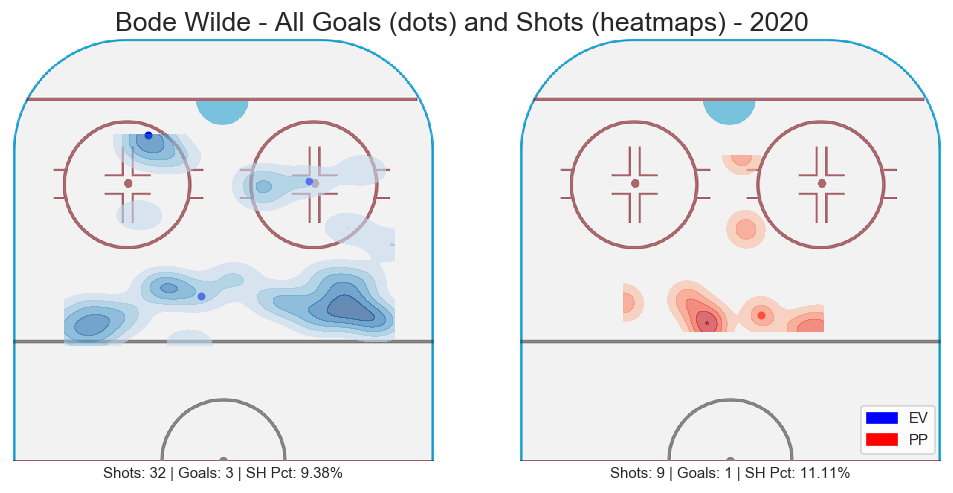 Bode Wilde - All Goals (dots) and Shots (heatmaps) - 2020
EV
PP
Shots: 32 | Goals: 3 | SH Pct: 9.38%
Shots: 9 | Goals: 1 | SH Pct: 11.11%